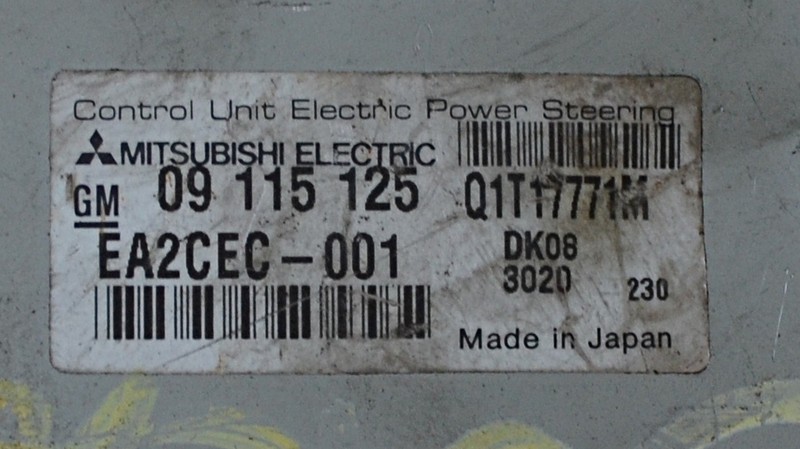 Control Unit Electric Power Steering
MITSUBISHI ELECTRIC
GM 09 115 125
Q1T17771M
EA2CEC-001
DK08
3020 230
Made in Japan